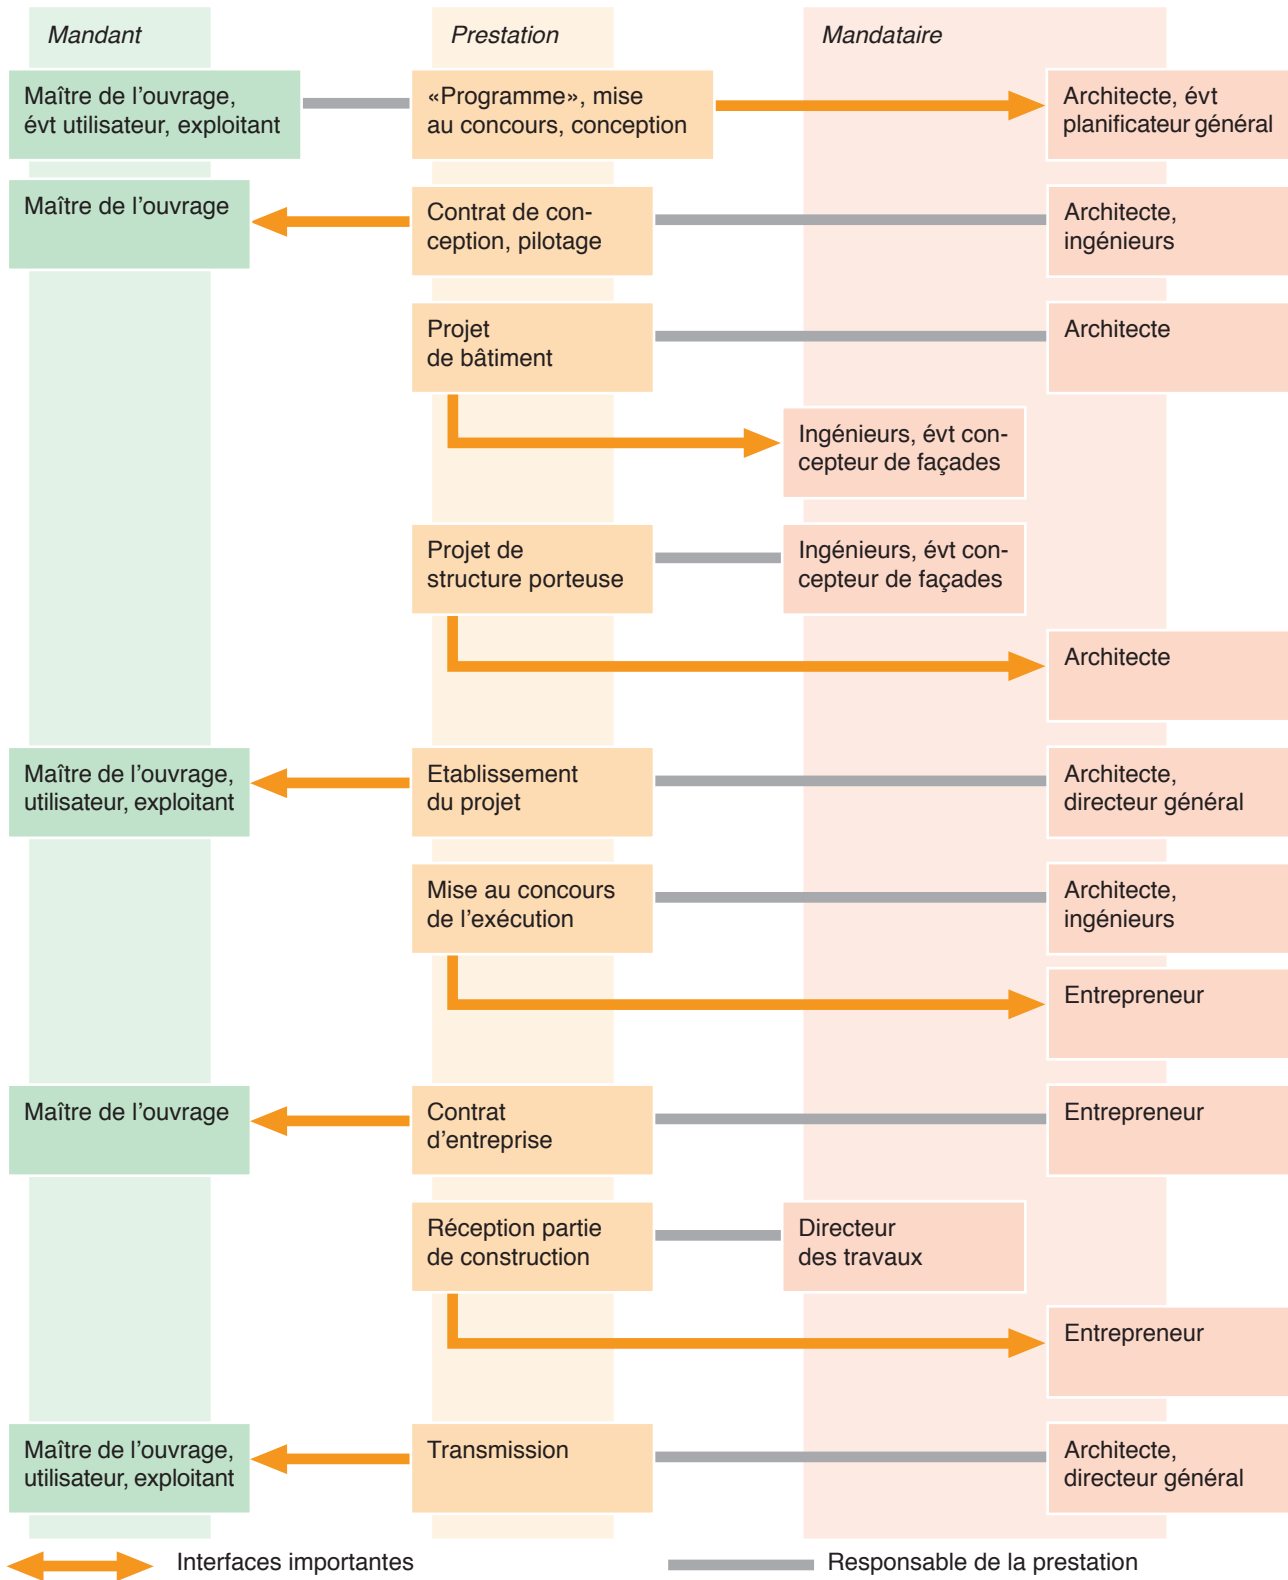 Mandant
Prestation
Mandataire
Maître de l'ouvrage,
évt utilisateur, exploitant
«Programme», mise
au concours, conception
Architecte, évt
planificateur général
Maître de l'ouvrage
Contrat de con-
ception, pilotage
Architecte,
ingénieurs
Projet
de bâtiment
Architecte
Ingénieurs, évt con-
cepteur de façades
Projet de
structure porteuse
Ingénieurs, évt con-
cepteur de façades
Architecte
Maître de l'ouvrage,
utilisateur, exploitant
Etablissement
du projet
Architecte,
directeur général
Mise au concours
de l'exécution
Architecte,
ingénieurs
Entrepreneur
Maître de l'ouvrage
Contrat
d'entreprise
Entrepreneur
Réception partie
de construction
Directeur
des travaux
Entrepreneur
Maître de l'ouvrage,
utilisateur, exploitant
Transmission
Architecte,
directeur général
Interfaces importantes
Responsable de la prestation